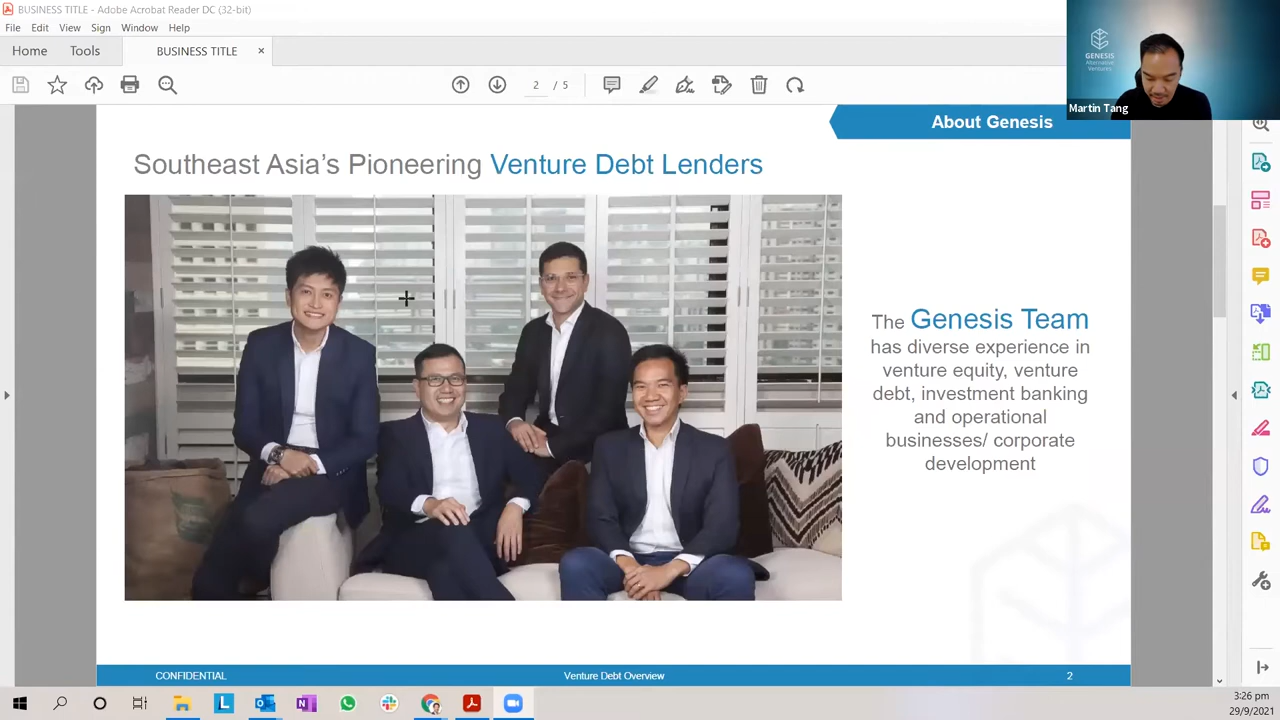 BUSINESS TITLE - Adobe Acrobat Reader DC (32-bit)
File Edit View Sign Window Help
Home Tools BUSINESS TITLE ×
2 / 5
GENESIS
Alternative
Ventures
Martin Tang
About Genesis
Southeast Asia’s Pioneering Venture Debt Lenders
The Genesis Team
has diverse experience in
venture equity, venture
debt, investment banking
and operational
businesses/ corporate
development
CONFIDENTIAL Venture Debt Overview 2
3:26 pm
29/9/2021